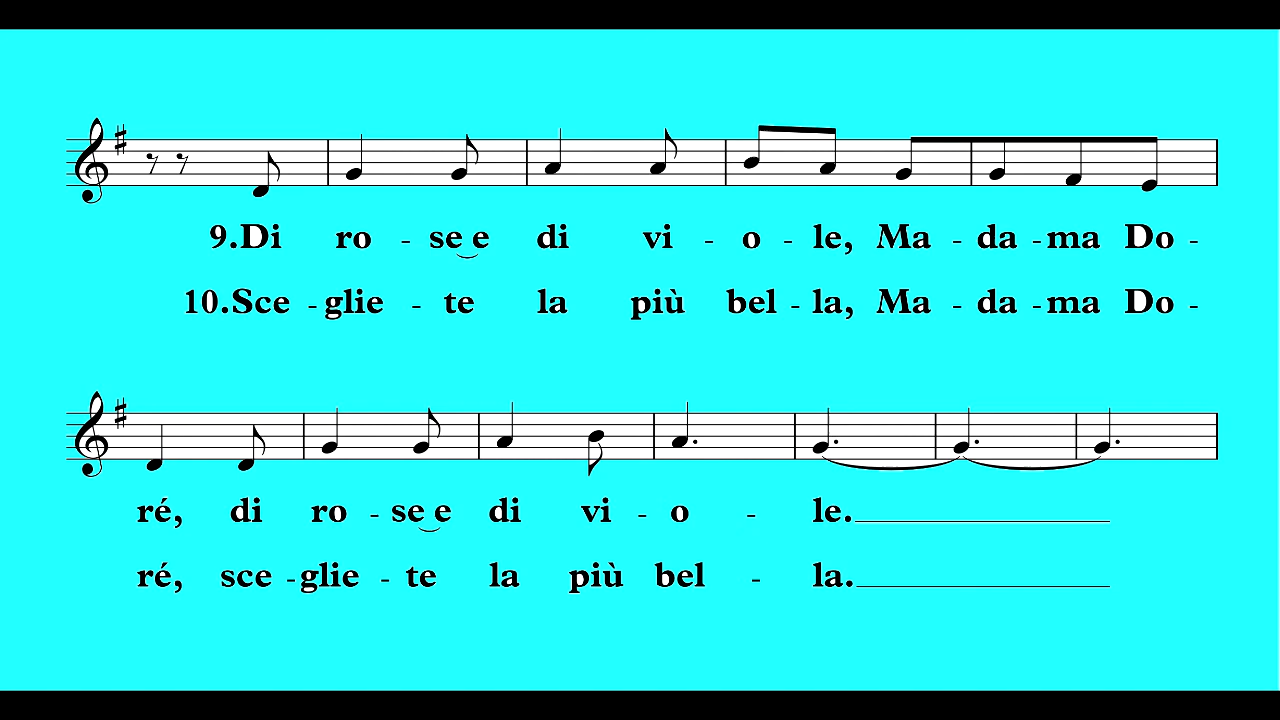 9.Di ro - se e di vi - o - le, Ma - da - ma Do -
10.Sce - glie - te la più bel - la, Ma - da - ma Do -
ré, di ro - se e di vi - o - le.
ré, sce - glie - te la più bel - la.